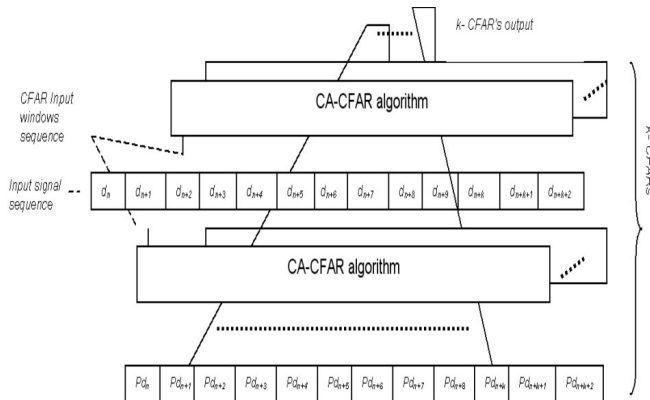 k- CFAR's output
CA-CFAR algorithm
CFAR Input
windows
sequence
Input signal
sequence
dₙ dₙ₊₁ dₙ₊₂ dₙ₊₃ dₙ₊₄ dₙ₊₅ dₙ₊₆ dₙ₊₇ dₙ₊₈ dₙ₊₉ dₙ₊ₖ dₙ₊ₖ₊₁ dₙ₊ₖ₊₂
k- CFARs
CA-CFAR algorithm
Pdₙ Pdₙ₊₁ Pdₙ₊₂ Pdₙ₊₃ Pdₙ₊₄ Pdₙ₊₅ Pdₙ₊₆ Pdₙ₊₇ Pdₙ₊₈ Pdₙ₊ₖ Pdₙ₊ₖ₊₁ Pdₙ₊ₖ₊₂